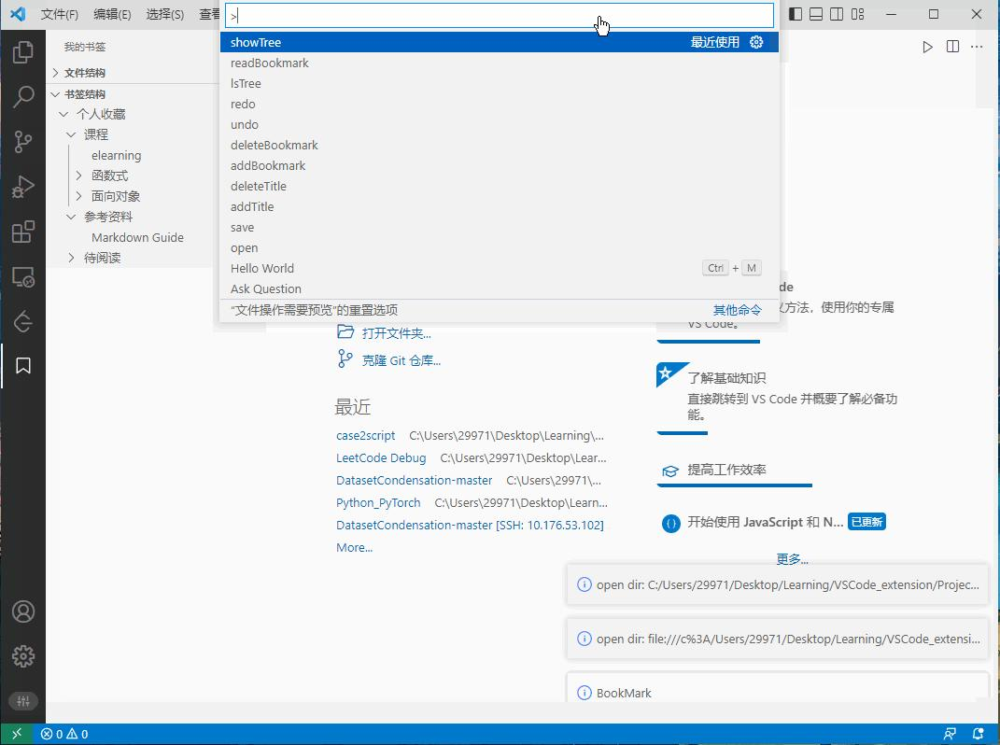 文件(F) 编辑(E) 选择(S) 查看
>
我的书签
文件结构
书签结构
个人收藏
课程
elearning
函数式
面向对象
参考资料
Markdown Guide
待阅读
showTree 最近使用
readBookmark
lsTree
redo
undo
deleteBookmark
addBookmark
deleteTitle
addTitle
save
open
Hello World Ctrl + M
Ask Question
"文件操作需要预览"的重置选项 其他命令
打开文件夹...
克隆 Git 仓库...
最近
case2script C:\Users\29971\Desktop\Learning\...
LeetCode Debug C:\Users\29971\Desktop\Lear...
DatasetCondensation-master C:\Users\29971\...
Python_PyTorch C:\Users\29971\Desktop\Learn...
DatasetCondensation-master [SSH: 10.176.53.102]
More...
de
方法，使用你的专属
VS Code。
了解基础知识
直接跳转到 VS Code 并概要了解必备功
能。
提高工作效率
开始使用 JavaScript 和 N... 已更新
更多...
open dir: C:/Users/29971/Desktop/Learning/VSCode_extension/Projec...
open dir: file:///c%3A/Users/29971/Desktop/Learning/VSCode_extensi...
BookMark
0 0